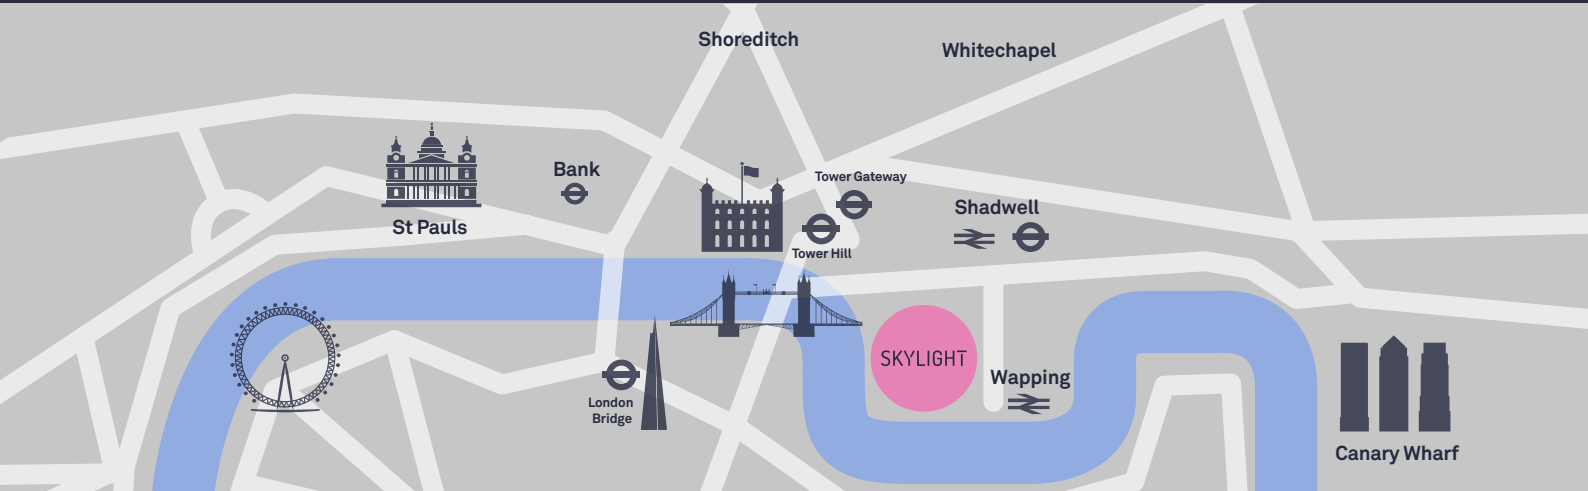 Shoreditch
Whitechapel
Bank
Tower Gateway
Shadwell
St Pauls
Tower Hill
SKYLIGHT
Wapping
London
Bridge
Canary Wharf